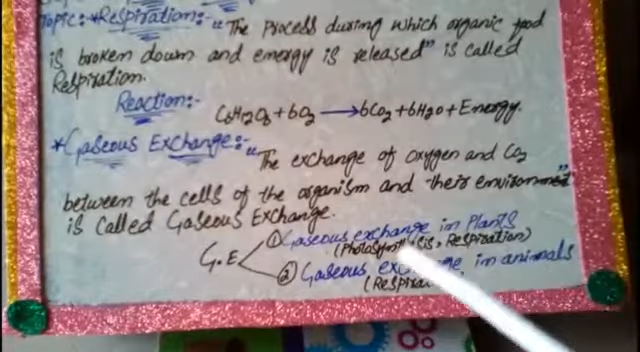 Topic:-*Respiration:- "The Process during which organic food
is broken down and energy is released" is called
Respiration.
Reaction:-
C6H12O6+6O2 →6CO2+6H2O+Energy.
*Gaseous Exchange:- "The exchange of oxygen and CO2
between the cells of the organism and their environment"
is called Gaseous Exchange.
G.E ① Gaseous exchange in Plants
(Photosynthesis, Respiration)
② Gaseous exchange in animals